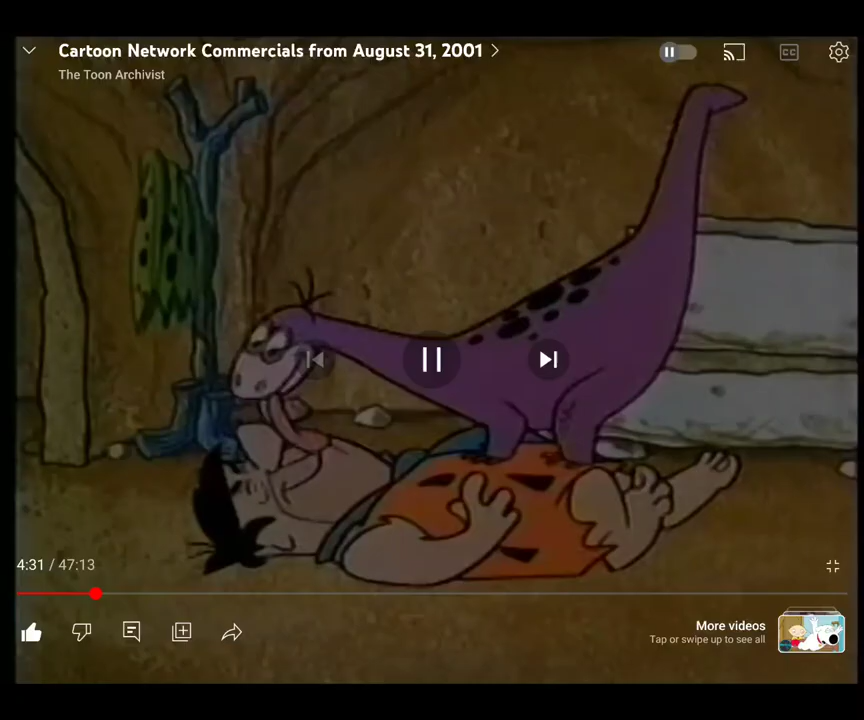 Cartoon Network Commercials from August 31, 2001
CC
The Toon Archivist
4:31 / 47:13
More videos
Tap or swipe up to see all